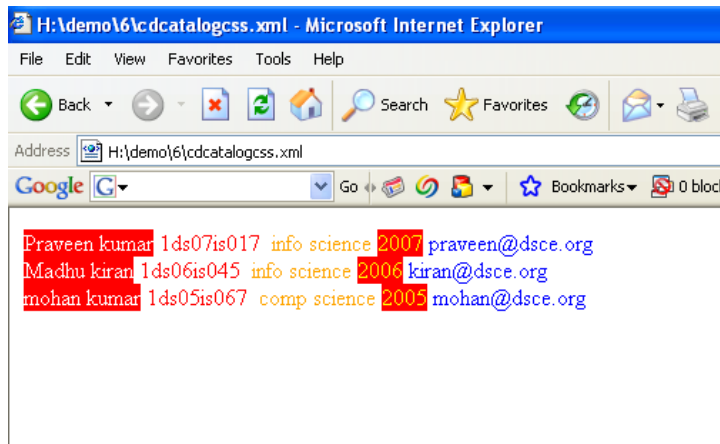 H:\demo\6\cdcatalogcss.xml - Microsoft Internet Explorer
File Edit View Favorites Tools Help
Back Search Favorites
Address H:\demo\6\cdcatalogcss.xml
Google G Go Bookmarks 0 bloc
Praveen kumar 1ds07is017 info science 2007 praveen@dsce.org
Madhu kiran 1ds06is045 info science 2006 kiran@dsce.org
mohan kumar 1ds05is067 comp science 2005 mohan@dsce.org